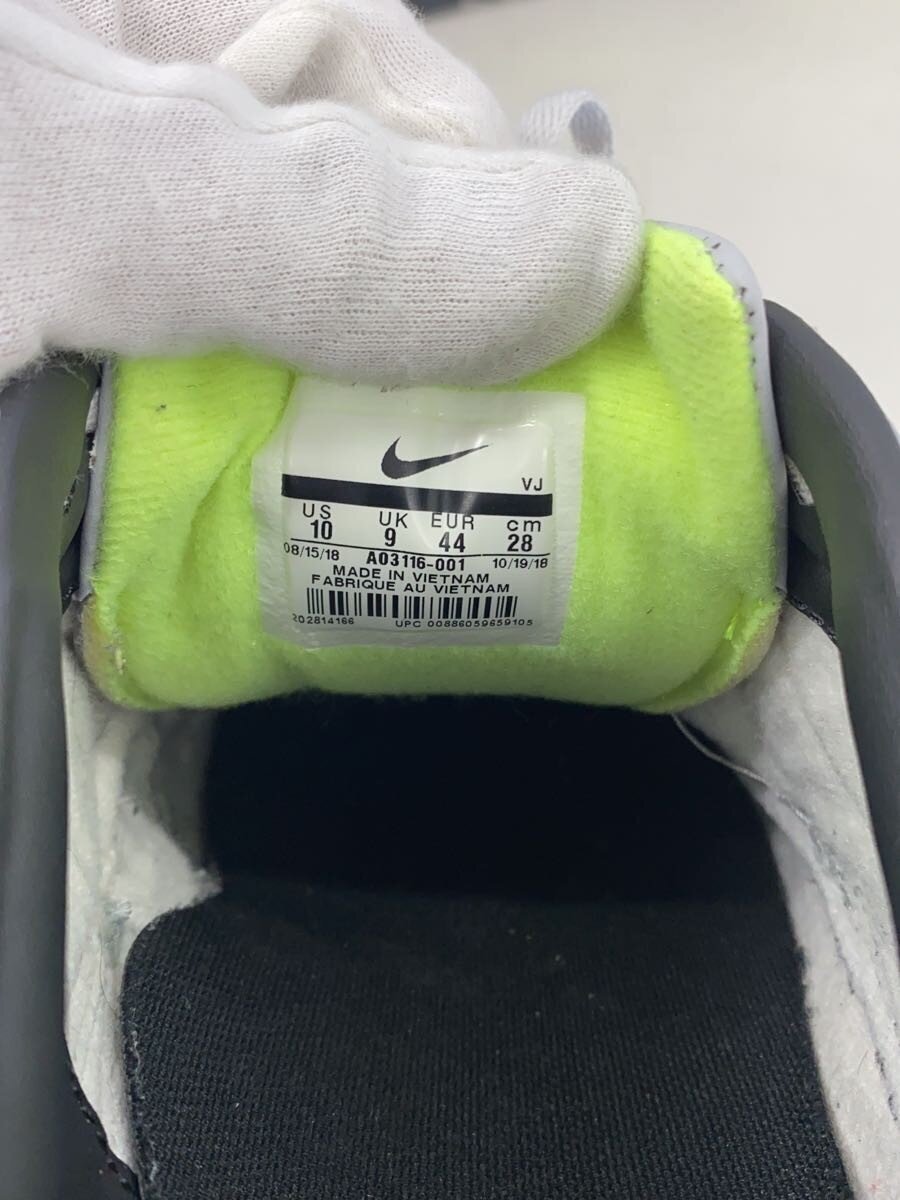 VJ
US UK EUR cm
10 9 44 28
08/15/18 AO3116-001 10/19/18
MADE IN VIETNAM
FABRIQUE AU VIETNAM
202814166 UPC 00886059659105